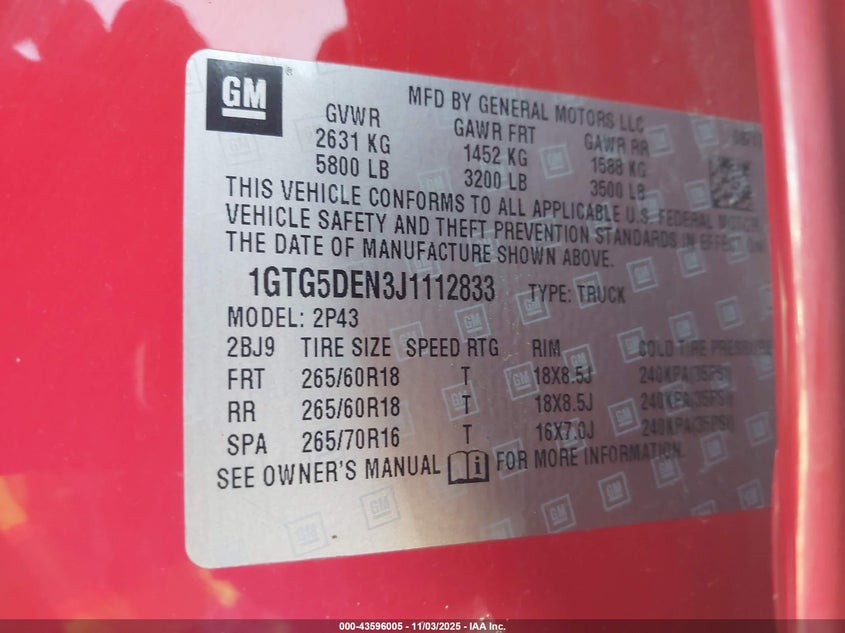 GM
MFD BY GENERAL MOTORS LLC
GVWR GAWR FRT GAWR RR
2631 KG 1452 KG 1588 KG
5800 LB 3200 LB 3500 LB
THIS VEHICLE CONFORMS TO ALL APPLICABLE U.S. FEDERAL MOTOR
VEHICLE SAFETY AND THEFT PREVENTION STANDARDS IN EFFECT ON
THE DATE OF MANUFACTURE SHOWN ABOVE.
1GTG5DEN3J1112833 TYPE: TRUCK
MODEL: 2P43
2BJ9 TIRE SIZE SPEED RTG RIM COLD TIRE PRESSURE
FRT 265/60R18 T 18X8.5J 240KPA(35PSI)
RR 265/60R18 T 18X8.5J 240KPA(35PSI)
SPA 265/70R16 T 16X7.0J 240KPA(35PSI)
SEE OWNER'S MANUAL FOR MORE INFORMATION.
000-43596005 - 11/03/2025 - IAA Inc.